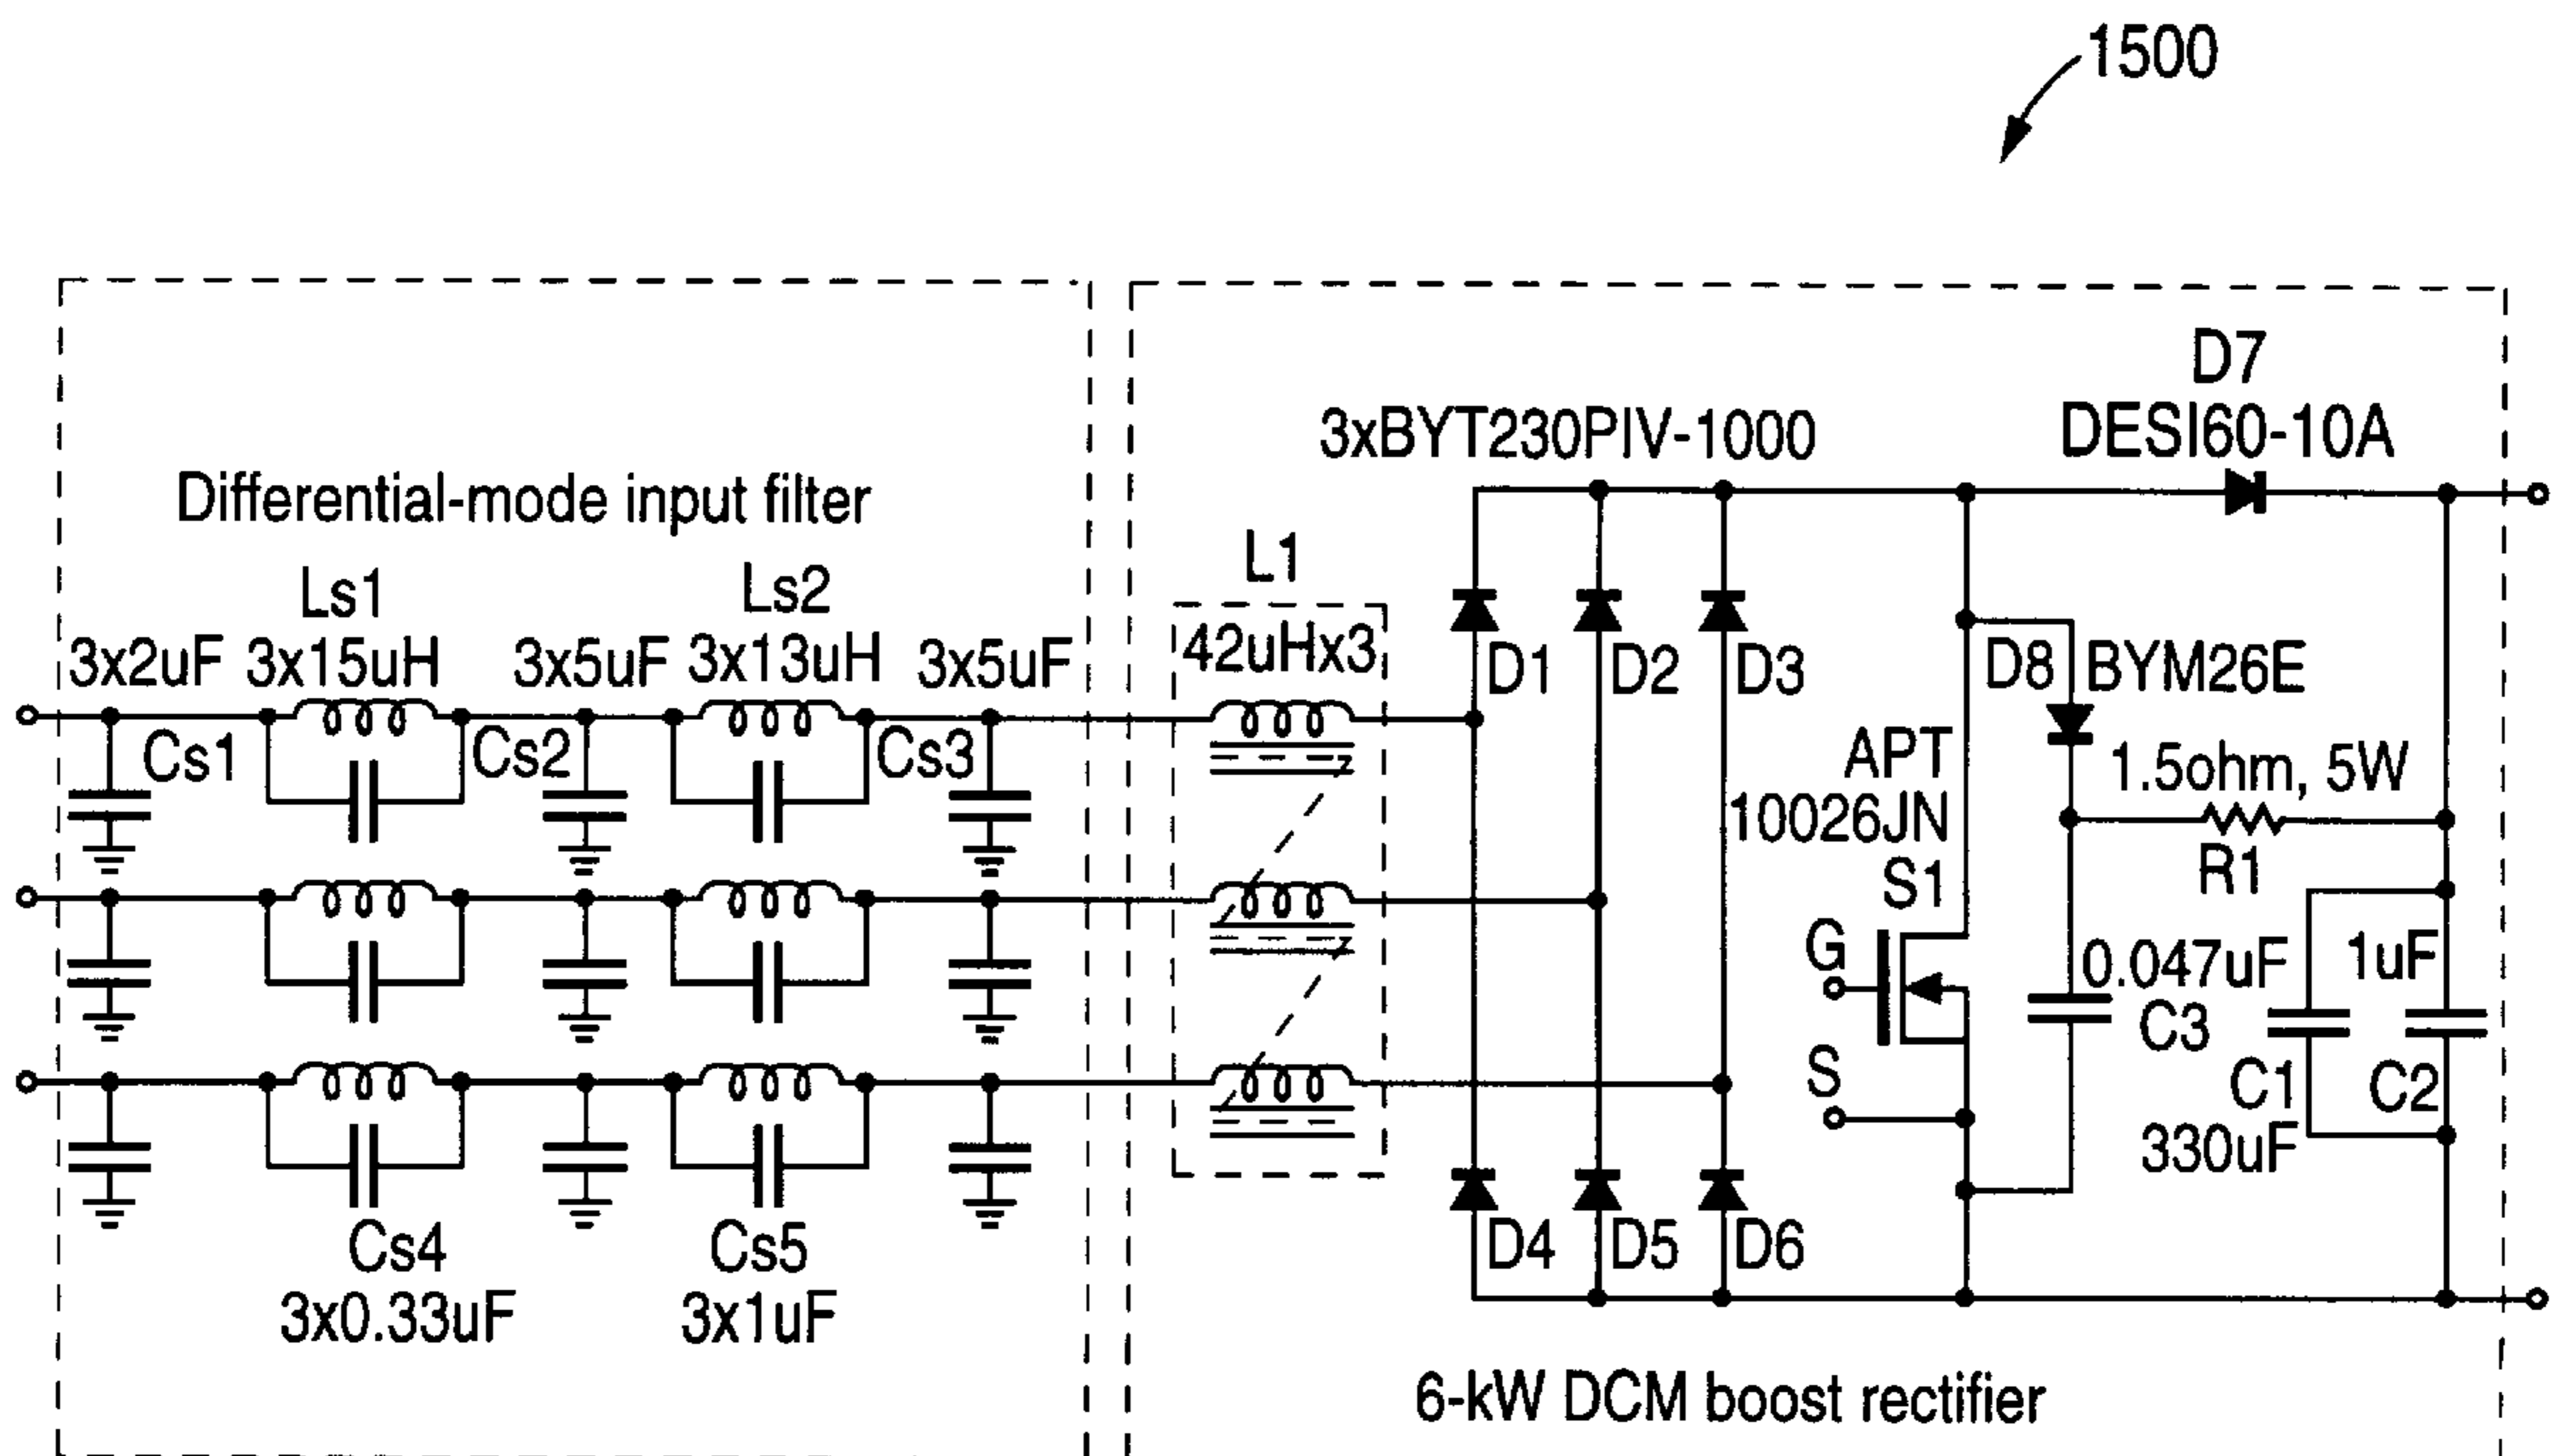 1500
Differential-mode input filter
Ls1
Ls2
3x2uF
3x15uH
3x5uF
3x13uH
3x5uF
Cs1
Cs2
Cs3
Cs4
3x0.33uF
Cs5
3x1uF
L1
42uHx3
3xBYT230PIV-1000
D7
DESI60-10A
D1
D2
D3
D8
BYM26E
APT
10026JN
S1
1.5ohm, 5W
R1
G
S
0.047uF
C3
1uF
C1
330uF
C2
D4
D5
D6
6-kW DCM boost rectifier